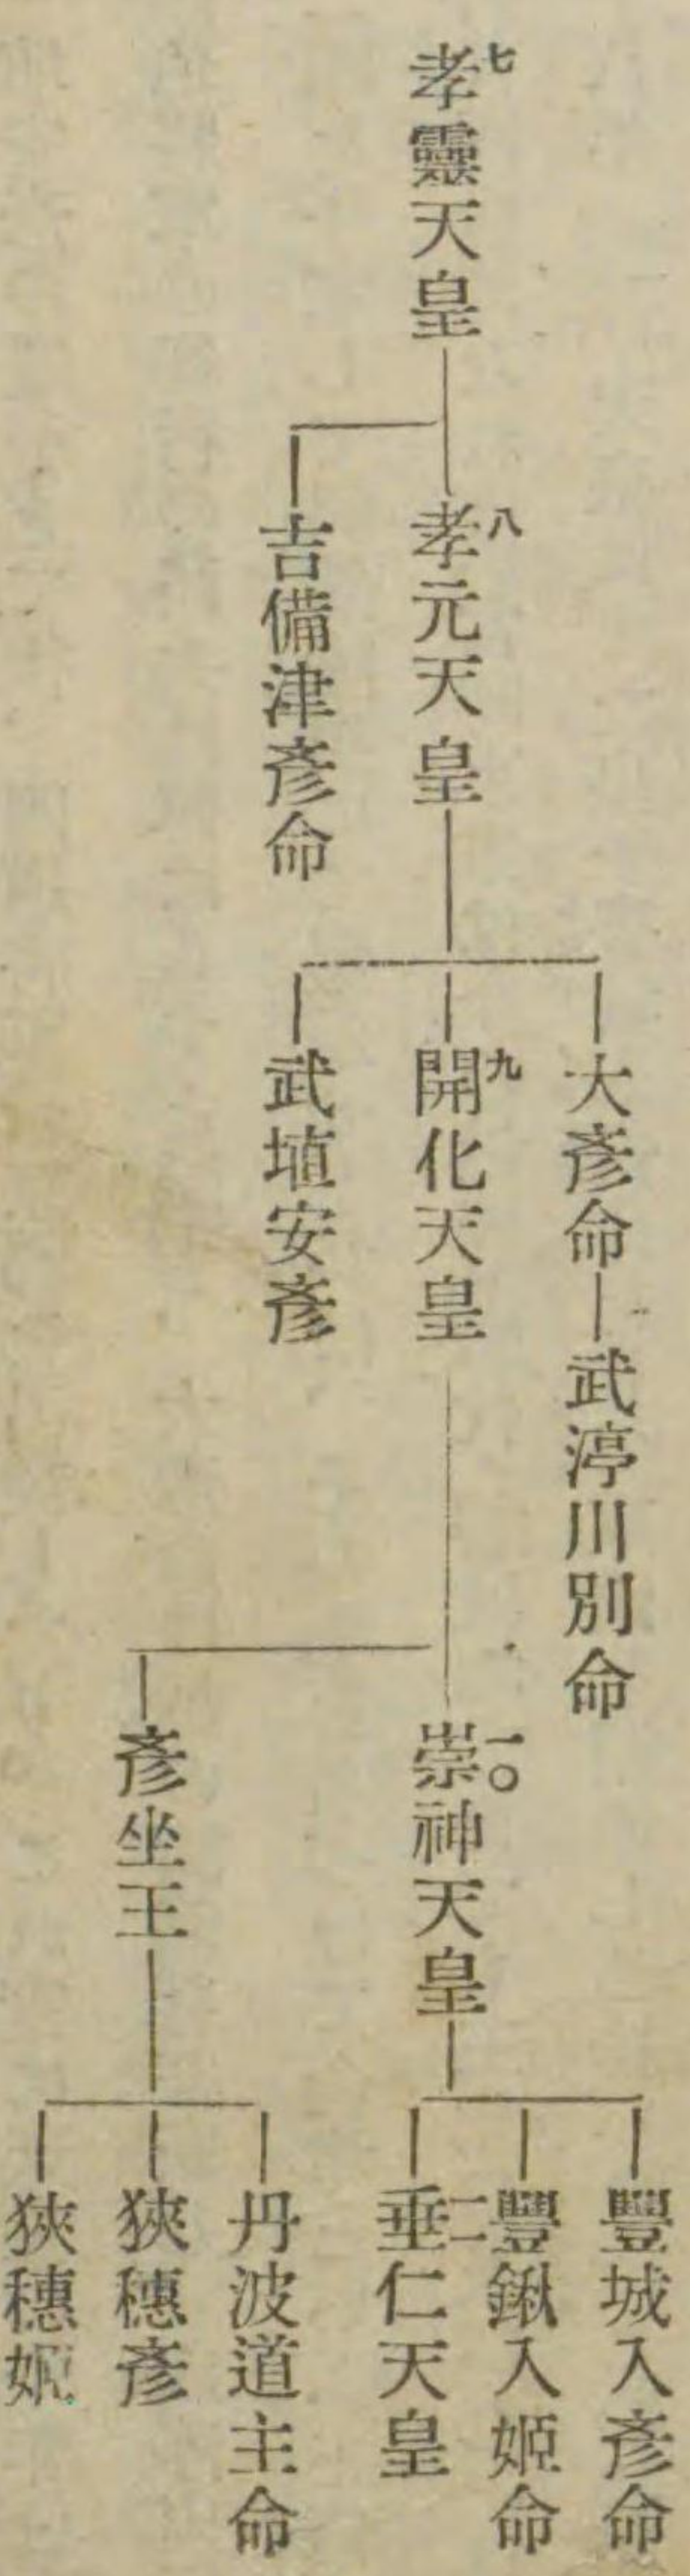 七
孝靈天皇
八
孝元天皇
吉備津彥命
大彥命
武渟川別命
九
開化天皇
武埴安彥
一〇
崇神天皇
彥坐王
豐城入彥命
豐鍬入姬命
一一
垂仁天皇
丹波道主命
狹穗彥
狹穗姬